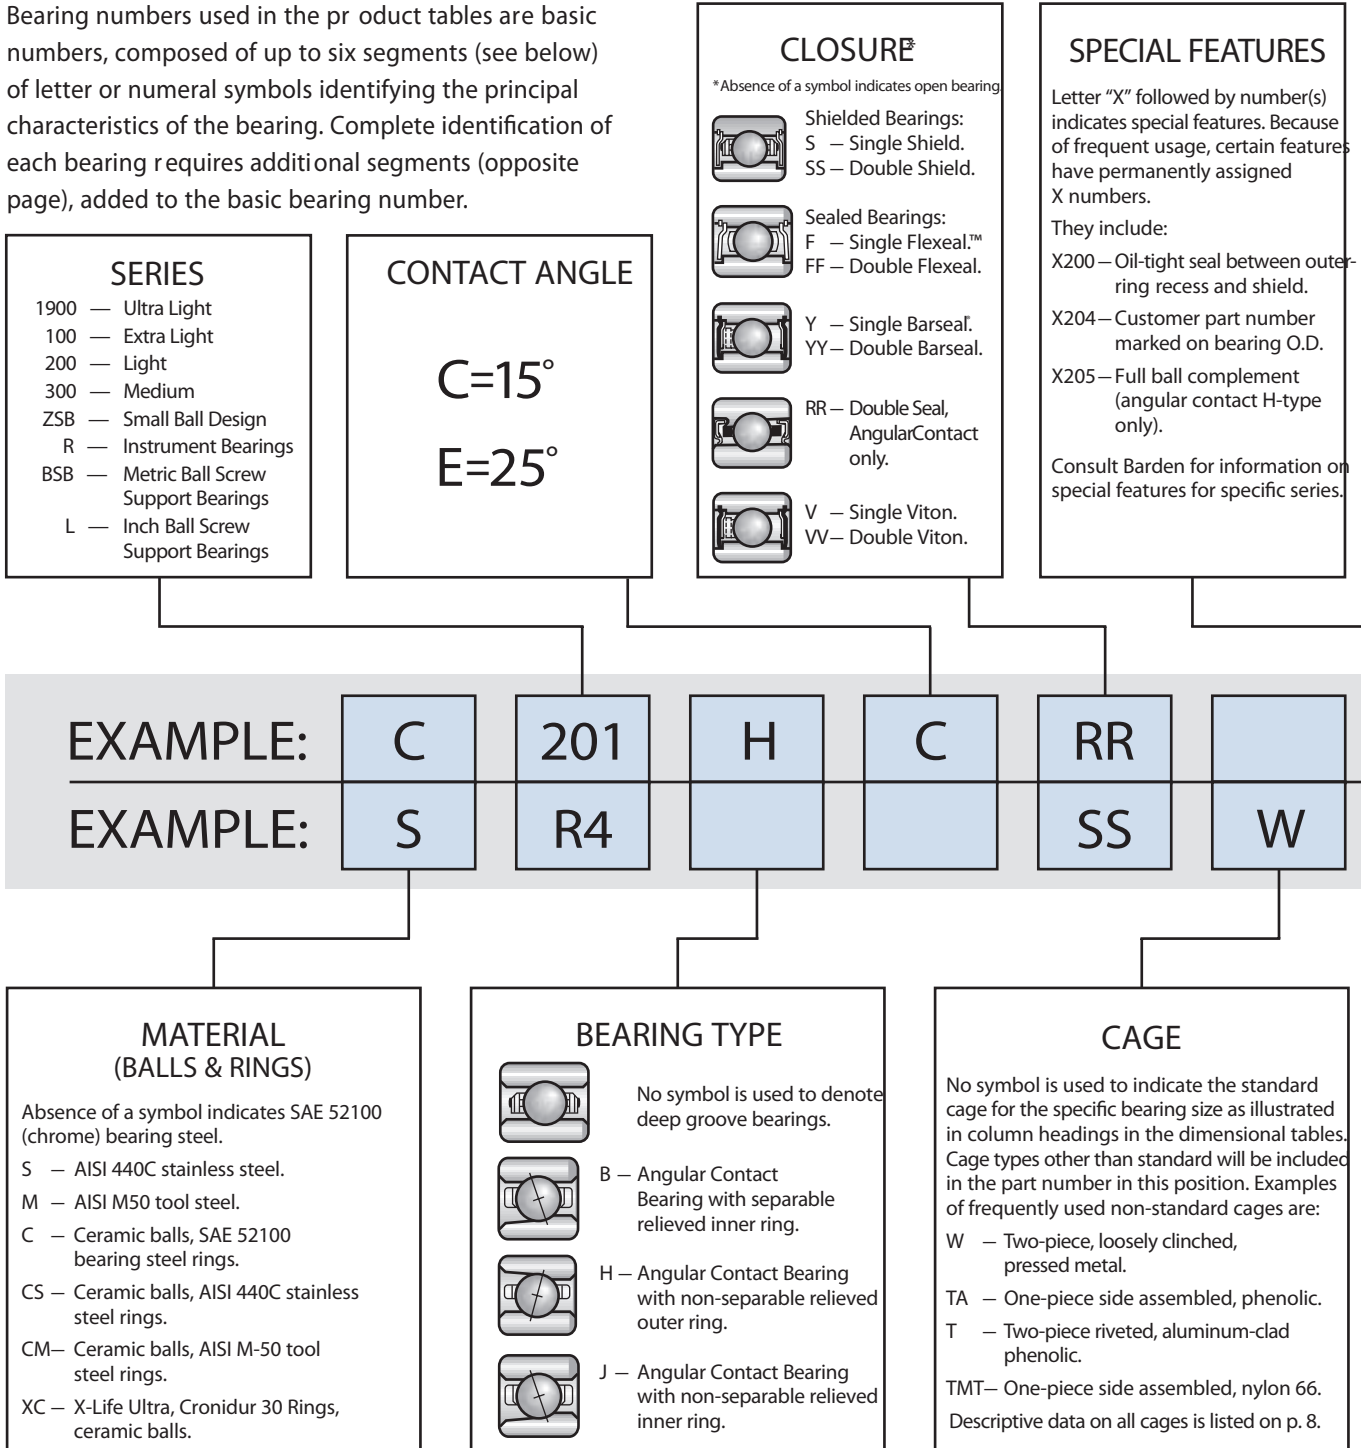 Bearing numbers used in the pr oduct tables are basic
numbers, composed of up to six segments (see below)
of letter or numeral symbols identifying the principal
characteristics of the bearing. Complete identification of
each bearing requires additional segments (opposite
page), added to the basic bearing number.
SERIES
1900 — Ultra Light
100 — Extra Light
200 — Light
300 — Medium
ZSB — Small Ball Design
R — Instrument Bearings
BSB — Metric Ball Screw
Support Bearings
L — Inch Ball Screw
Support Bearings
CONTACT ANGLE
C=15°
E=25°
CLOSURE*
*Absence of a symbol indicates open bearing.
Shielded Bearings:
S — Single Shield.
SS — Double Shield.
Sealed Bearings:
F — Single Flexeal.™
FF — Double Flexeal.
Y — Single Barseal®.
YY— Double Barseal.
RR — Double Seal,
AngularContact
only.
V — Single Viton.
VV— Double Viton.
SPECIAL FEATURES
Letter “X” followed by number(s)
indicates special features. Because
of frequent usage, certain features
have permanently assigned
X numbers.
They include:
X200—Oil-tight seal between outer-
ring recess and shield.
X204—Customer part number
marked on bearing O.D.
X205—Full ball complement
(angular contact H-type
only).
Consult Barden for information on
special features for specific series.
EXAMPLE: C 201 H C RR
EXAMPLE: S R4 SS W
MATERIAL
(BALLS & RINGS)
Absence of a symbol indicates SAE 52100
(chrome) bearing steel.
S — AISI 440C stainless steel.
M — AISI M50 tool steel.
C — Ceramic balls, SAE 52100
bearing steel rings.
CS — Ceramic balls, AISI 440C stainless
steel rings.
CM— Ceramic balls, AISI M-50 tool
steel rings.
XC — X-Life Ultra, Cronidur 30 Rings,
ceramic balls.
BEARING TYPE
No symbol is used to denote
deep groove bearings.
B — Angular Contact
Bearing with separable
relieved inner ring.
H — Angular Contact Bearing
with non-separable relieved
outer ring.
J — Angular Contact Bearing
with non-separable relieved
inner ring.
CAGE
No symbol is used to indicate the standard
cage for the specific bearing size as illustrated
in column headings in the dimensional tables.
Cage types other than standard will be included
in the part number in this position. Examples
of frequently used non-standard cages are:
W — Two-piece, loosely clinched,
pressed metal.
TA — One-piece side assembled, phenolic.
T — Two-piece riveted, aluminum-clad
phenolic.
TMT— One-piece side assembled, nylon 66.
Descriptive data on all cages is listed on p. 8.